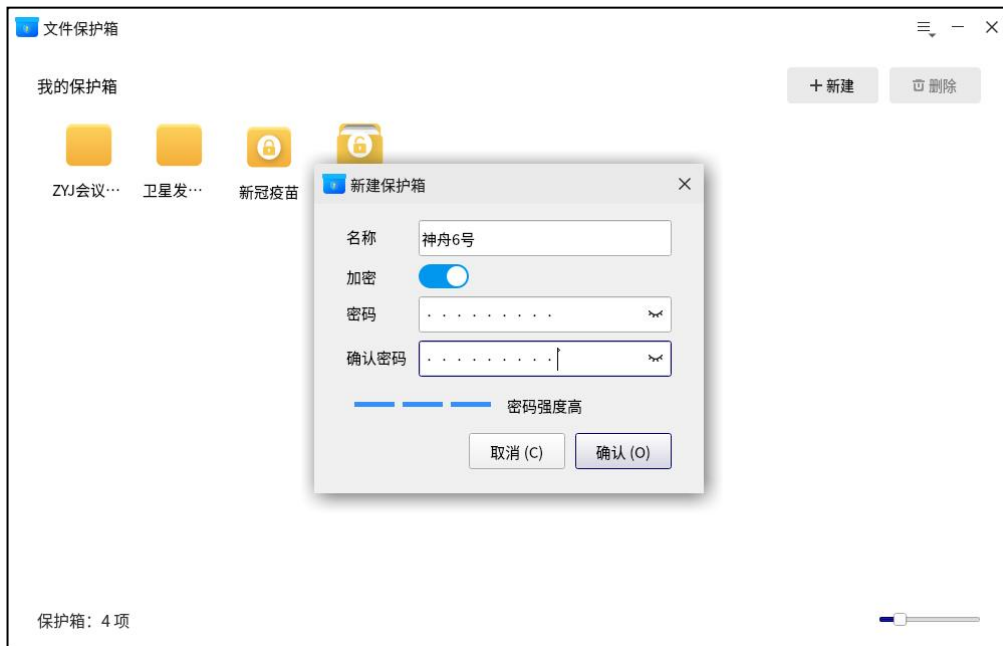 文件保护箱
我的保护箱
新建
删除
ZYJ会议…
卫星发…
新冠疫苗
新建保护箱
名称
神舟6号
加密
密码
确认密码
密码强度高
取消 (C)
确认 (O)
保护箱：4 项